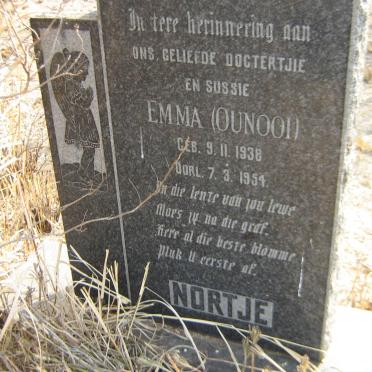 In tere herinnering aan
ONS GELIEFDE DOGTERTJIE
EN SUSSIE
EMMA (OUNOOI)
GEB. 9. 11. 1938
OORL. 7. 3. 1954.
In die lente van jou lewe
Moes jy na die graf.
Here al die beste blomme
Pluk U eerste af.
NORTJE